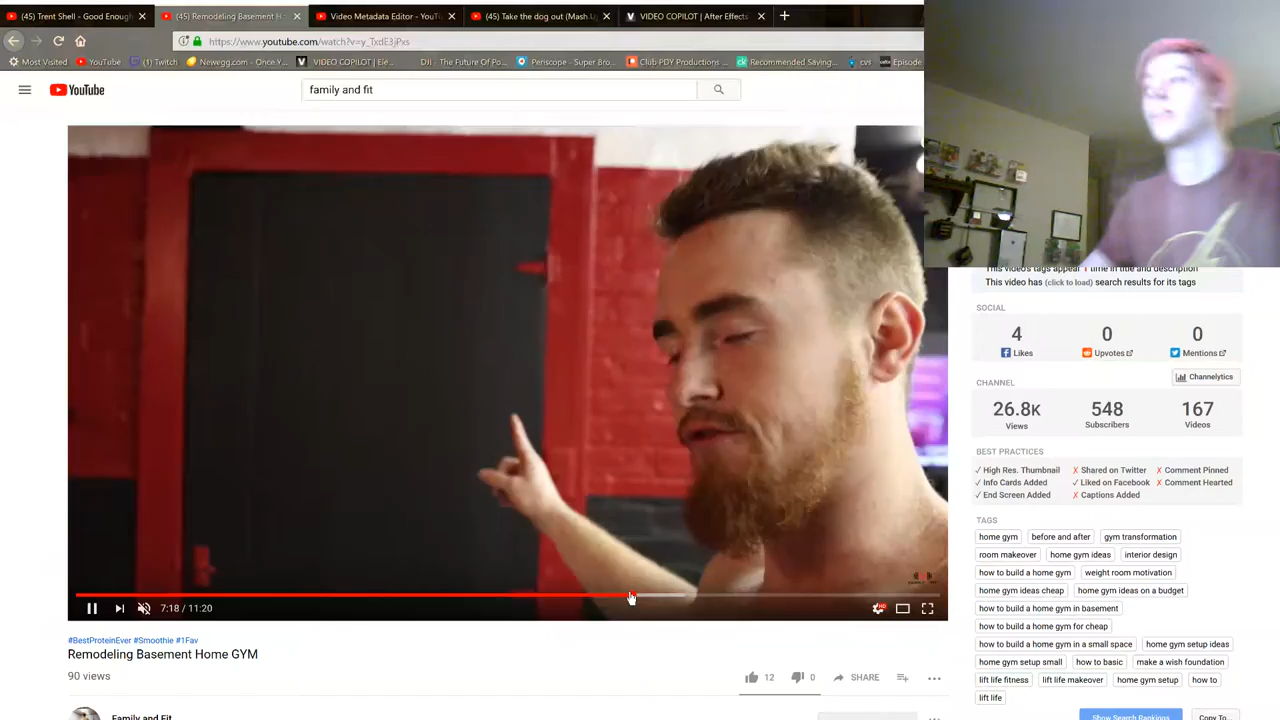 (45) Trent Shell - Good Enough
(45) Remodeling Basement H
Video Metadata Editor - YouT
(45) Take the dog out (Mash U
VIDEO COPILOT | After Effects
https://www.youtube.com/watch?v=y_TxdE3jPxs
Most Visited
YouTube
Twitch
Newegg.com - Once Y
VIDEO COPILOT | Ele
DJI - The Future Of Po
Periscope - Super Bro
Club PDY Productions
Recommended Saving
cvs
Episode
YouTube
family and fit
This video's tags appear 1 time in title and description
This video has (click to load) search results for its tags
SOCIAL
4 0 0
Likes Upvotes Mentions
CHANNEL
Channelytics
26.8K 548 167
Views Subscribers Videos
BEST PRACTICES
✓ High Res. Thumbnail ✗ Shared on Twitter ✗ Comment Pinned
✓ Info Cards Added ✓ Liked on Facebook ✗ Comment Hearted
✓ End Screen Added ✗ Captions Added
TAGS
home gym before and after gym transformation
room makeover home gym ideas interior design
how to build a home gym weight room motivation
home gym ideas cheap home gym ideas on a budget
how to build a home gym in basement
how to build a home gym for cheap
how to build a home gym in a small space home gym setup ideas
home gym setup small how to basic make a wish foundation
lift life fitness lift life makeover home gym setup how to
lift life
Show Search Rankings Copy To...
7:18 / 11:20
HD
#BestProteinEver #Smoothie #1Fav
Remodeling Basement Home GYM
90 views
12 0 SHARE
Family and Fit